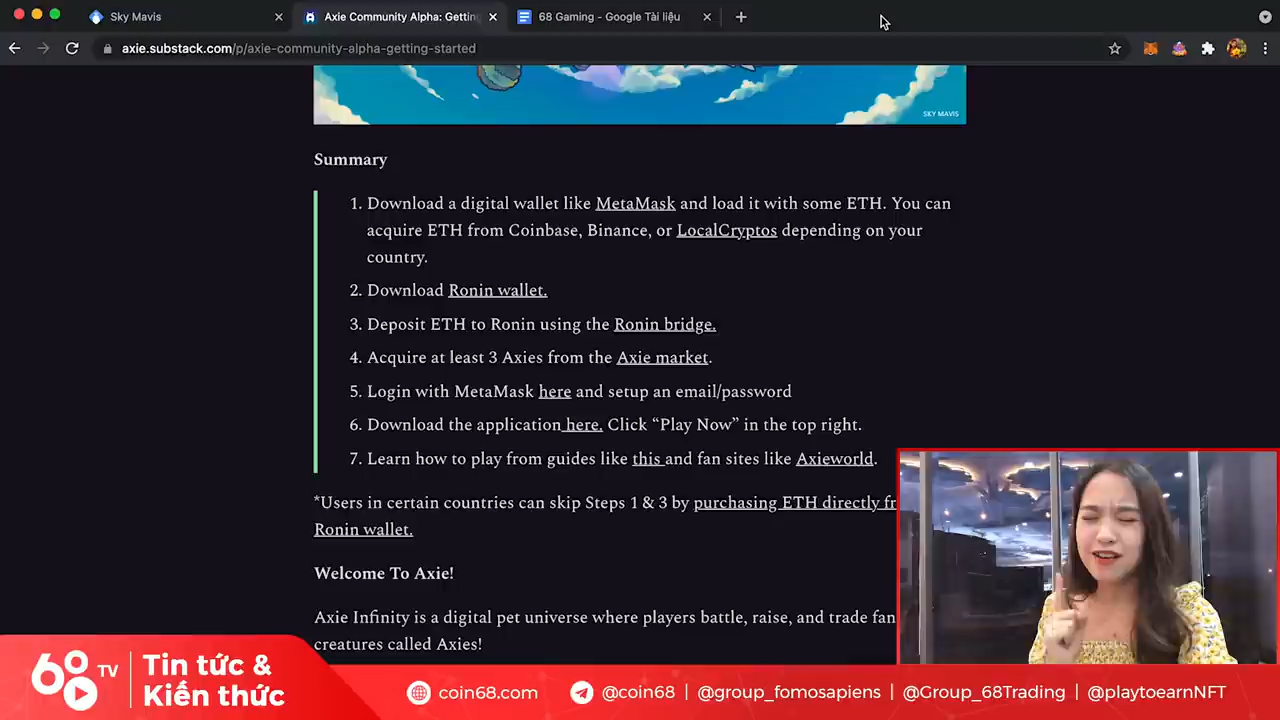 Sky Mavis
Axie Community Alpha: Gettin
68 Gaming - Google Tài liệu
axie.substack.com/p/axie-community-alpha-getting-started
SKY MAVIS
Summary
1. Download a digital wallet like MetaMask and load it with some ETH. You can
acquire ETH from Coinbase, Binance, or LocalCryptos depending on your
country.
2. Download Ronin wallet.
3. Deposit ETH to Ronin using the Ronin bridge.
4. Acquire at least 3 Axies from the Axie market.
5. Login with MetaMask here and setup an email/password
6. Download the application here. Click “Play Now” in the top right.
7. Learn how to play from guides like this and fan sites like Axieworld.
*Users in certain countries can skip Steps 1 & 3 by purchasing ETH directly fr
Ronin wallet.
Welcome To Axie!
Axie Infinity is a digital pet universe where players battle, raise, and trade fan
creatures called Axies!
68 TV
Tin tức &
Kiến thức
coin68.com @coin68 | @group_fomosapiens | @Group_68Trading | @playtoearnNFT